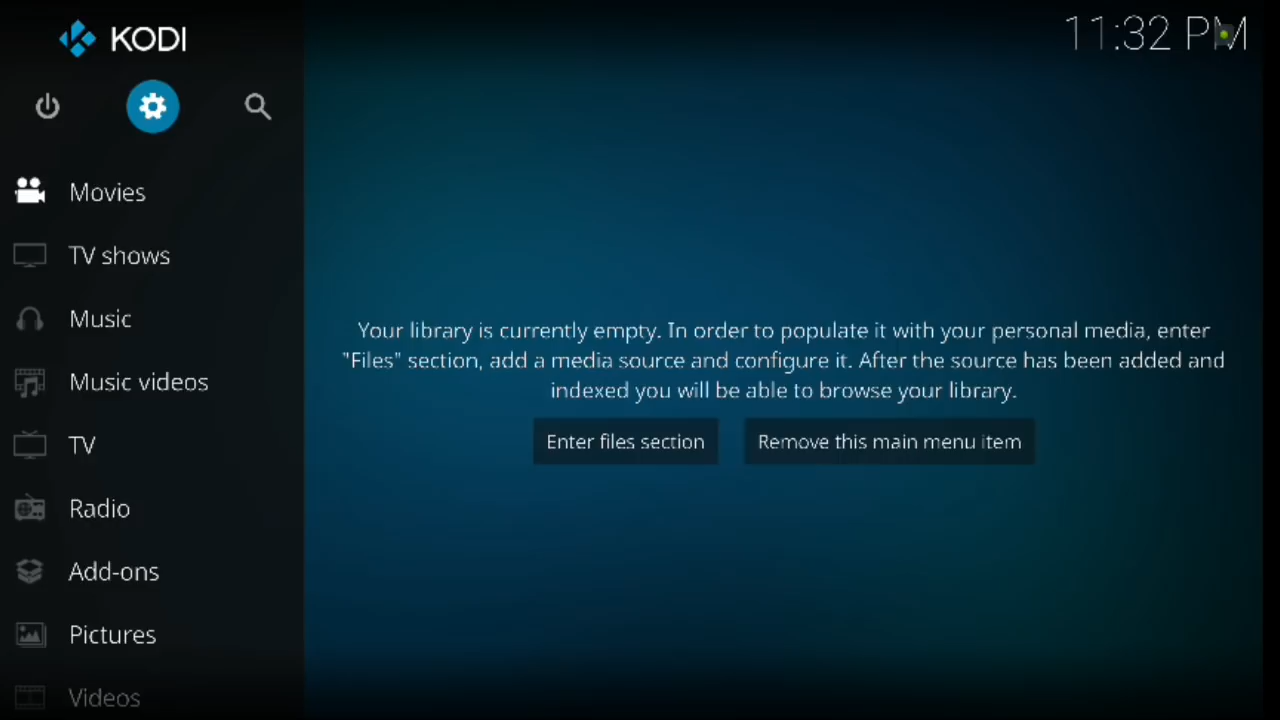 KODI
11:32 PM
Movies
TV shows
Music
Music videos
TV
Radio
Add-ons
Pictures
Videos
Your library is currently empty. In order to populate it with your personal media, enter
"Files" section, add a media source and configure it. After the source has been added and
indexed you will be able to browse your library.
Enter files section
Remove this main menu item